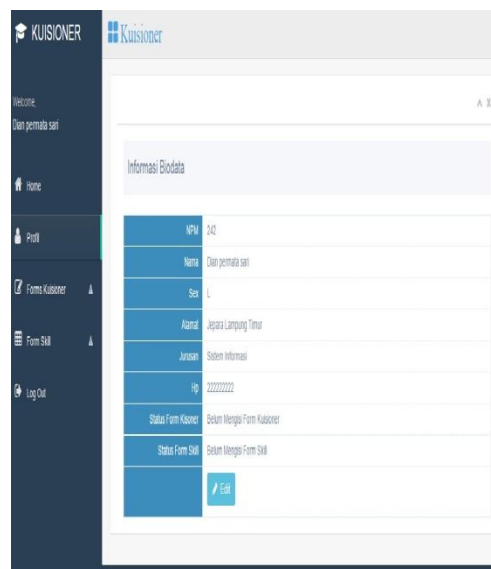 KUISIONER
Kuisioner
Welcome,
Dian permata sari
Home
Profil
Forms Kuisioner
Form Skill
Log Out
Informasi Biodata
NPM 242
Nama Dian permata sari
Sex L
Alamat Jepara Lampung Timur
Jurusan Sistem Informasi
Hp 222222222
Status Form Kisoner Belum Mengisi Form Kuisioner
Status Form Skill Belum Mengisi Form Skill
Edit